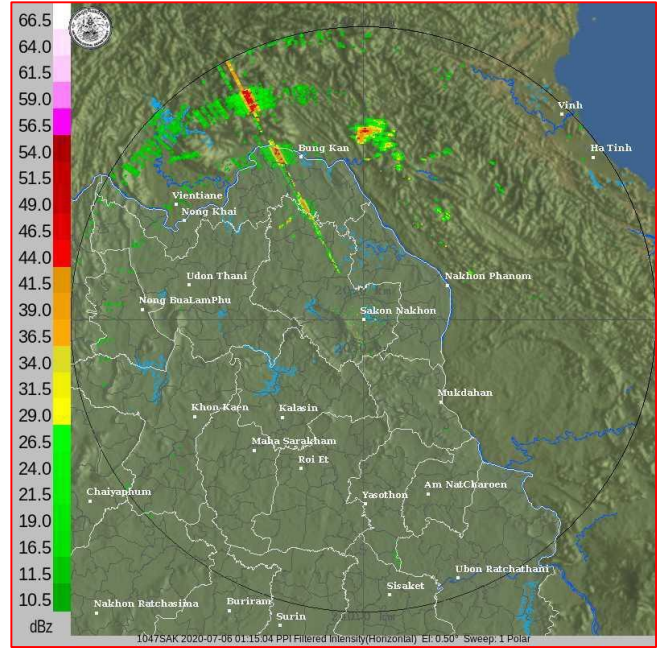 66.5
64.0
61.5
59.0
56.5
54.0
51.5
49.0
46.5
44.0
41.5
39.0
36.5
34.0
31.5
29.0
26.5
24.0
21.5
19.0
16.5
11.5
10.5
dBz
Vinh
Ha Tinh
Bung Kan
Vientiane
Nong Khai
Udon Thani
Nakhon Phanom
Nong BuaLamPhu
Sakon Nakhon
Mukdahan
Khon Kaen
Kalasin
Maha Sarakham
Roi Et
Am NatCharoen
Chaiyaphum
Yasothon
Ubon Ratchathani
Sisaket
Nakhon Ratchasima
Buriram
Surin
1047SAK 2020-07-06 01:15:04 PPI Filtered Intensity(Horizontal) El: 0.50° Sweep: 1 Polar